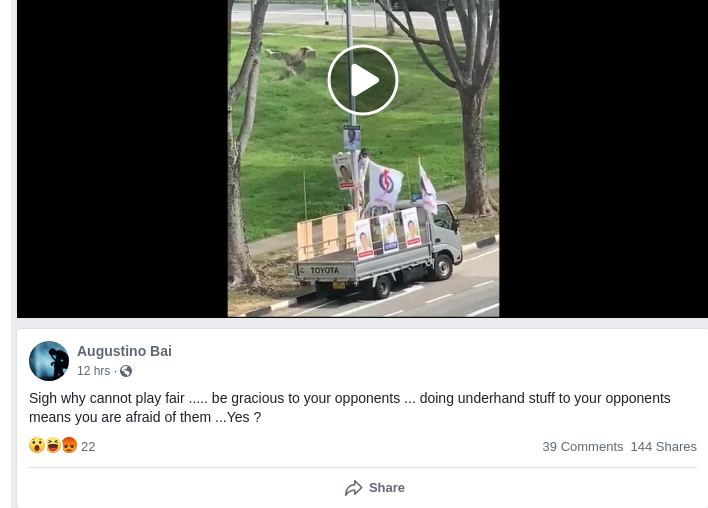 TOYOTA
Augustino Bai
12 hrs ·
Sigh why cannot play fair ..... be gracious to your opponents ... doing underhand stuff to your opponents
means you are afraid of them ...Yes ?
22
39 Comments 144 Shares
Share